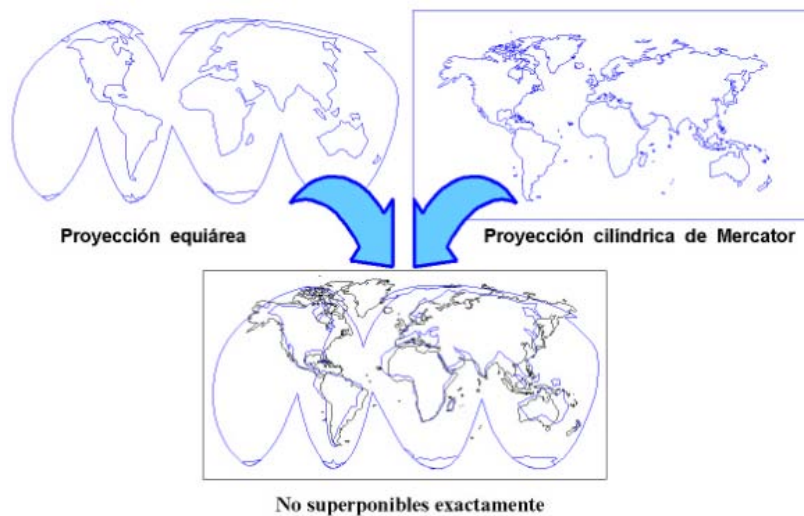 Proyección equiárea
Proyección cilíndrica de Mercator
No superponibles exactamente